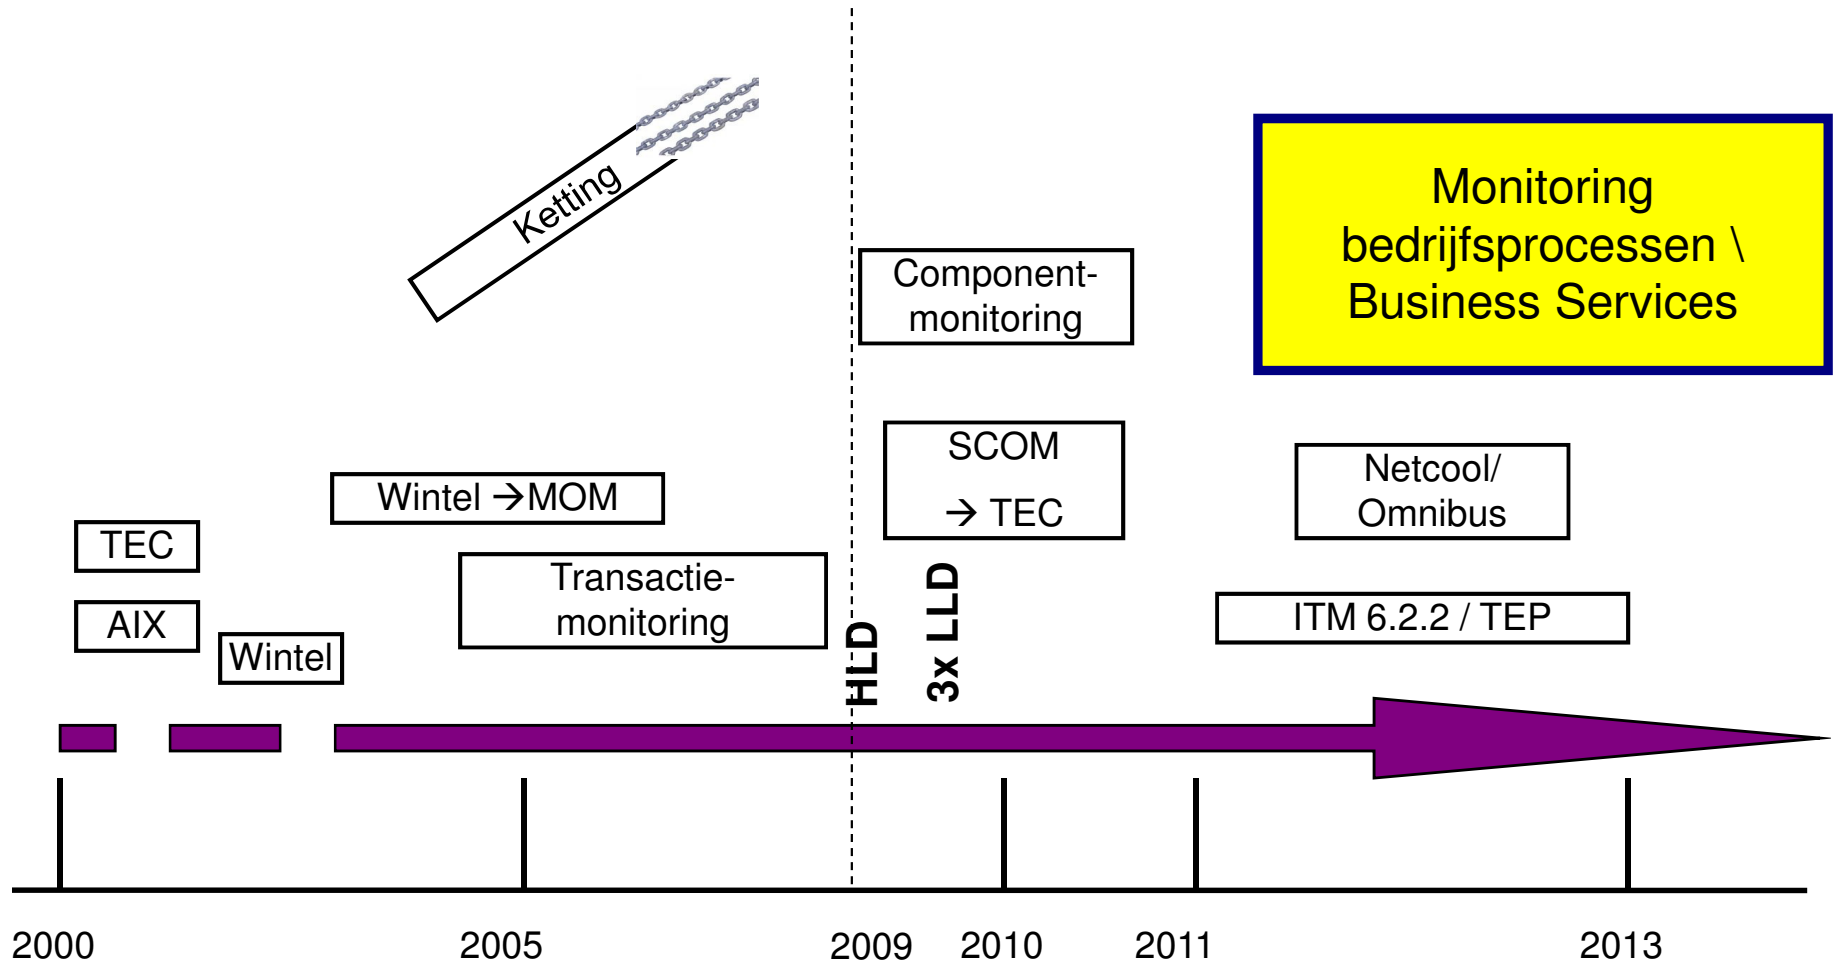 Ketting
Monitoring
bedrijfsprocessen \
Business Services
Component-
monitoring
SCOM
→ TEC
Netcool/
Omnibus
Wintel →MOM
TEC
Transactie-
monitoring
AIX
ITM 6.2.2 / TEP
Wintel
HLD
3x LLD
2000
2005
2009
2010
2011
2013